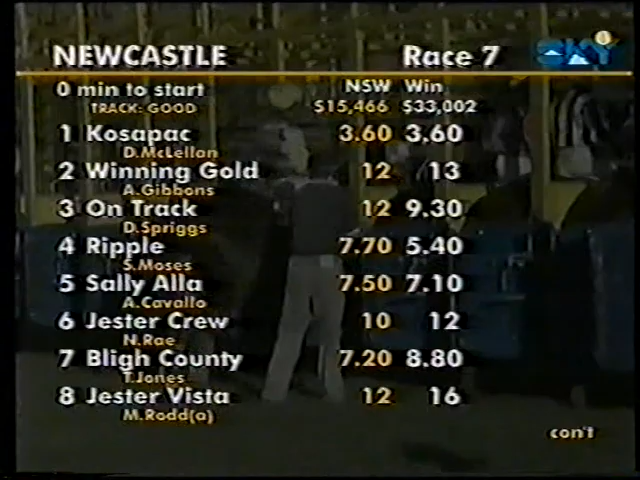 NEWCASTLE Race 7 SKY 1
0 min to start NSW Win
TRACK: GOOD $15,466 $33,002
1 Kosapac 3.60 3.60
D.McLellan
2 Winning Gold 12 13
A.Gibbons
3 On Track 12 9.30
D.Spriggs
4 Ripple 7.70 5.40
S.Moses
5 Sally Alla 7.50 7.10
A.Cavallo
6 Jester Crew 10 12
N.Rae
7 Bligh County 7.20 8.80
T.Jones
8 Jester Vista 12 16
M.Rodd(a)
con't